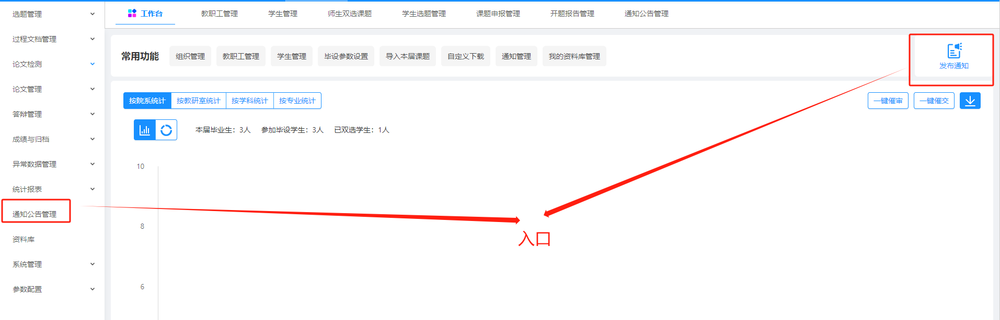 选题管理
过程文档管理
论文检测
论文管理
答辩管理
成绩与归档
异常数据管理
统计报表
通知公告管理
资料库
系统管理
参数配置
工作台 教职工管理 学生管理 师生双选课题 学生选题管理 课题申报管理 开题报告管理 通知公告管理
常用功能 组织管理 教职工管理 学生管理 毕设参数设置 导入本届课题 自定义下载 通知管理 我的资料库管理
发布通知
按院系统计 按教研室统计 按学科统计 按专业统计 一键催审 一键催交
本届毕业生：3人 参加毕设学生：3人 已双选学生：1人
10
8
6
入口